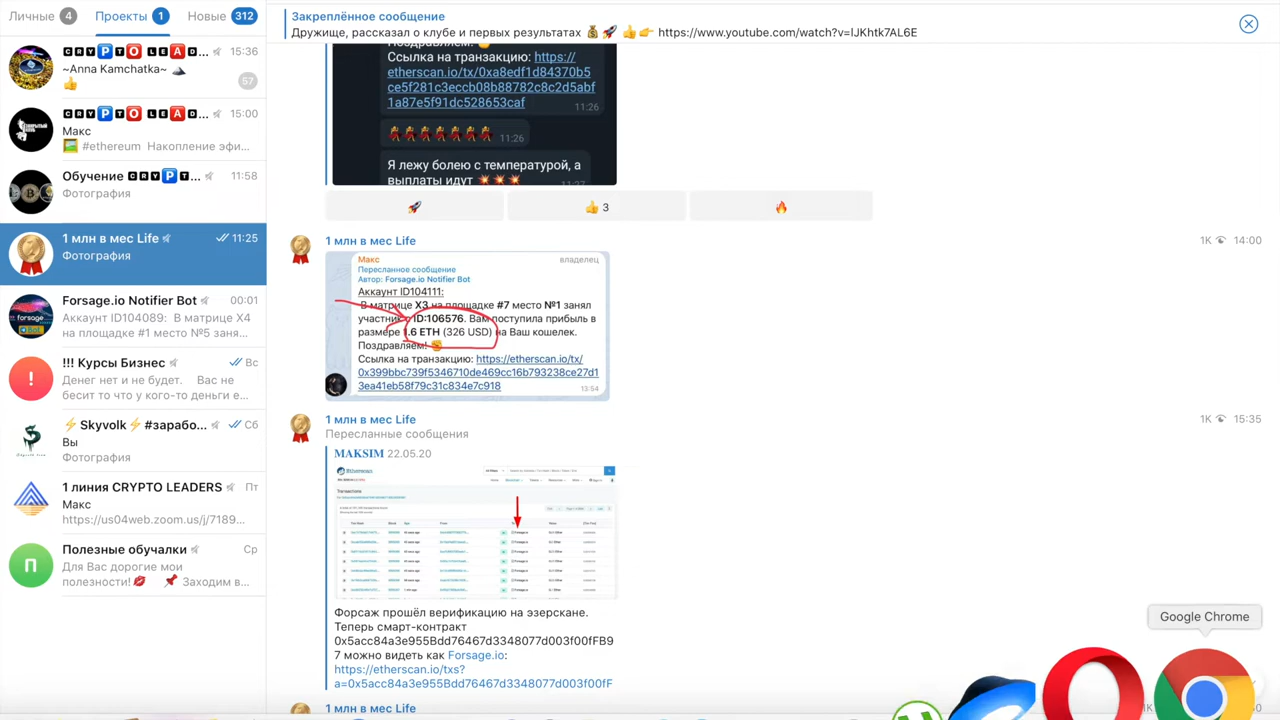 Личные 4
Проекты 1
Новые 312
🅲🆁🆈🅿🆃🅾 🅻🅴🅰🅳... 15:36
~Anna Kamchatka~
57
🅲🆁🆈🅿🆃🅾 🅻🅴🅰🅳... 15:00
Макс
#ethereum Накопление эфи...
Обучение 🅲🆁🆈🅿🆃... 11:58
Фотография
1 млн в мес Life 11:25
Фотография
Forsage.io Notifier Bot 00:01
Аккаунт ID104089: В матрице X4
на площадке #1 место №5 заня...
!!! Курсы Бизнес Вс
Денег нет и не будет. Вас не
бесит то что у кого-то деньги е...
⚡Skyvolk⚡#зарабо... Сб
Вы
Фотография
1 линия CRYPTO LEADERS Пт
Макс
https://us04web.zoom.us/j/7189...
П
Полезные обучалки Ср
Для Вас дорогие мои
полезности!💋 📌 Заходим в...
Закреплённое сообщение
Дружище, рассказал о клубе и первых результатах 💰🚀👍👉 https://www.youtube.com/watch?v=IJKhtk7AL6E
Ссылка на транзакцию: https://
etherscan.io/tx/0xa8edf1d84370b5
ce5f281c3eccb08b88782c8c2d5abf
1a87e5f91dc528653caf 11:26
11:26
Я лежу болею с температурой, а
выплаты идут 💥💥💥 11:27
🚀
👍 3
🔥
1 млн в мес Life 1K 14:00
Макс владелец
Пересланное сообщение
Автор: Forsage.io Notifier Bot
Аккаунт ID104111:
В матрице X3 на площадке #7 место №1 занял
участник ID:106576. Вам поступила прибыль в
размере 1.6 ETH (326 USD) на Ваш кошелек.
Поздравляем! ✊
Ссылка на транзакцию: https://etherscan.io/tx/
0x399bbc739f5346710de469cc16b793238ce27d1
3ea41eb58f79c31c834e7c918 13:54
1 млн в мес Life 1K 15:35
Пересланные сообщения
MAKSIM 22.05.20
Форсаж прошёл верификацию на эзерскане.
Теперь смарт-контракт
0x5acc84a3e955Bdd76467d3348077d003f00fFB9
7 можно видеть как Forsage.io:
https://etherscan.io/txs?
a=0x5acc84a3e955Bdd76467d3348077d003f00fF
1 млн в мес Life
Google Chrome